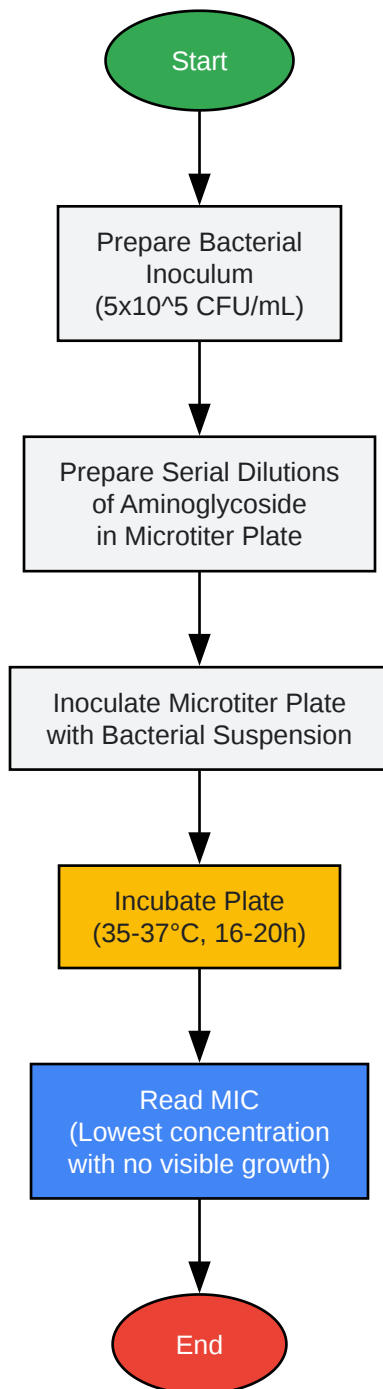 Start
Prepare Bacterial
Inoculum
(5x10^5 CFU/mL)
Prepare Serial Dilutions
of Aminoglycoside
in Microtiter Plate
Inoculate Microtiter Plate
with Bacterial Suspension
Incubate Plate
(35-37°C, 16-20h)
Read MIC
(Lowest concentration
with no visible growth)
End